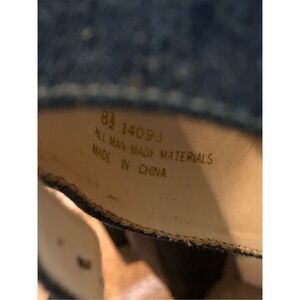 8½ 14093
ALL MAN MADE MATERIALS
MADE IN CHINA